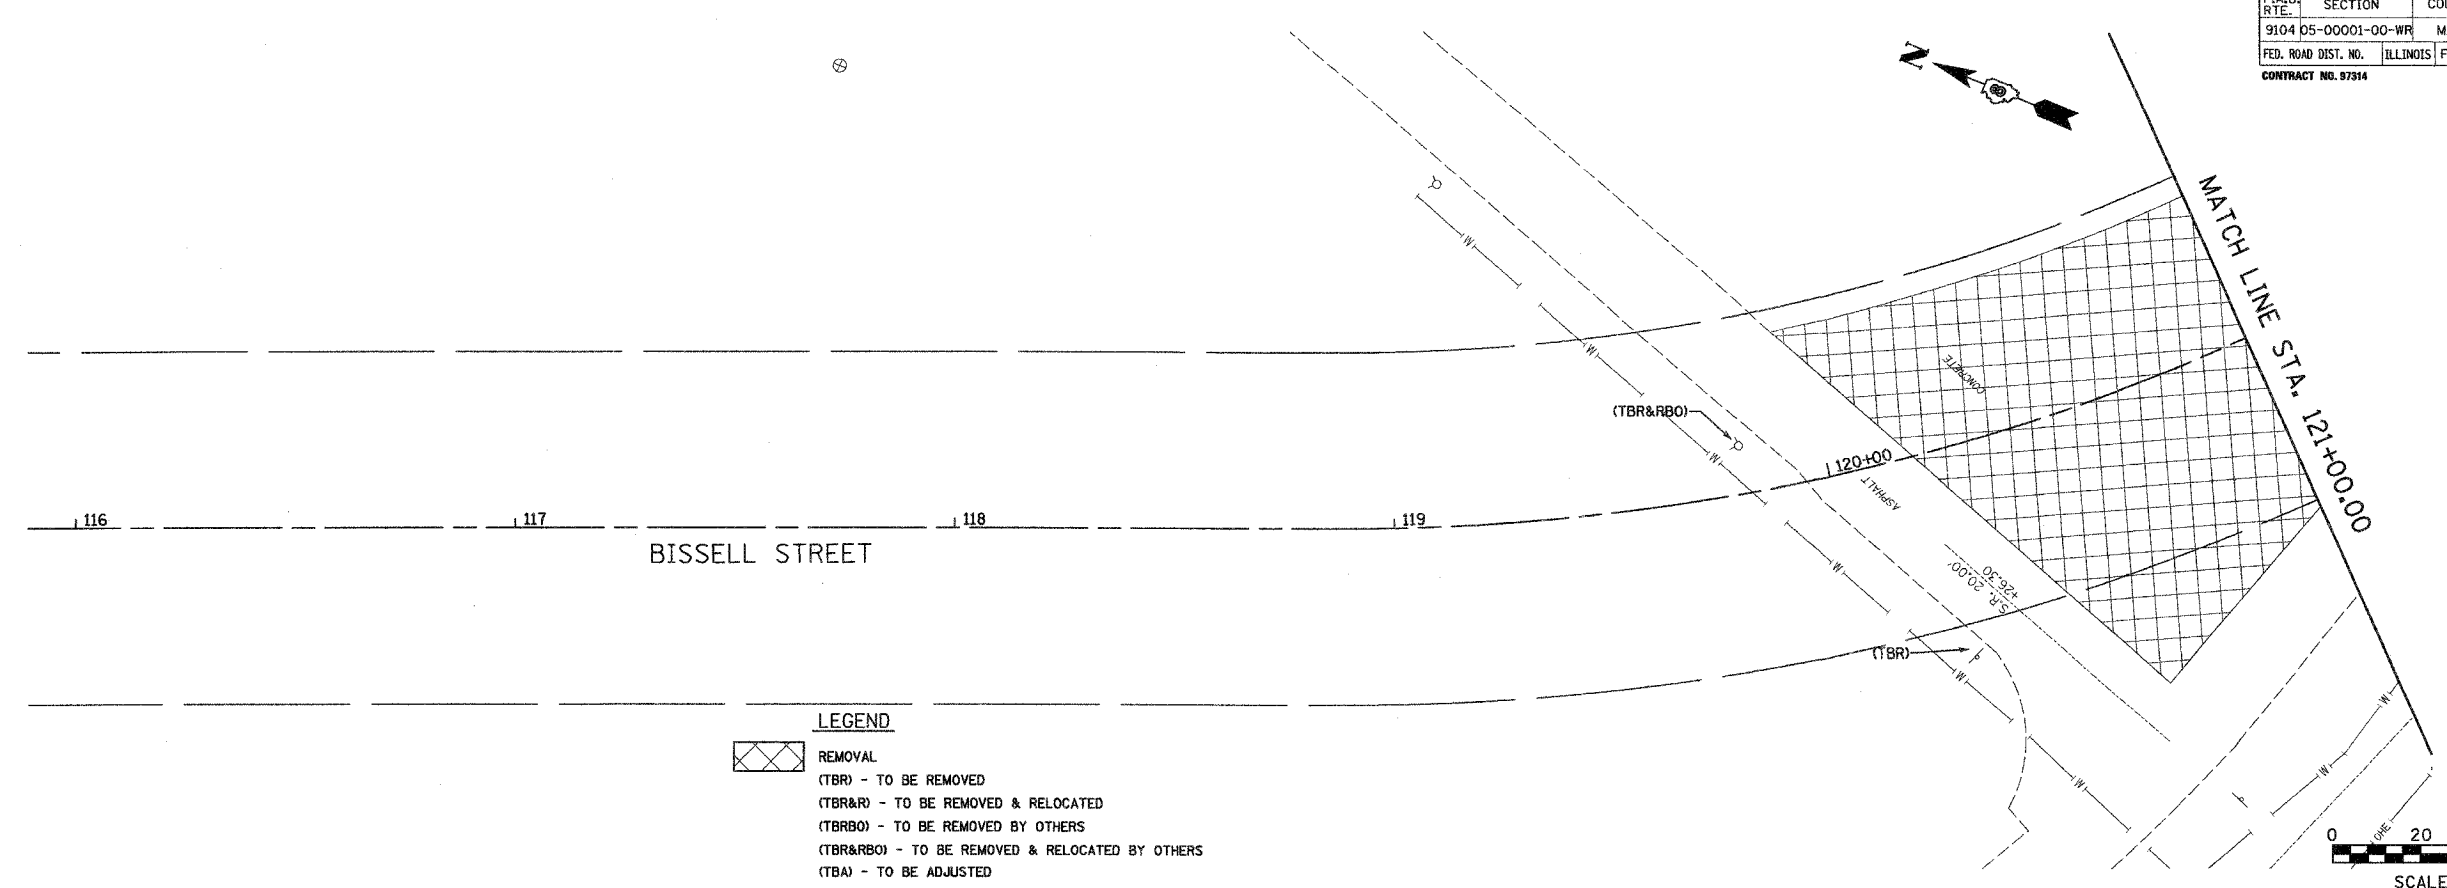 RTE.
SECTION
9104
05-00001-00-WR
FED. ROAD DIST. NO.
ILLINOIS
CONTRACT NO. 97314
N
MATCH LINE STA. 121+00.00
W
W
W
CONCRETE
(TBR&RBO)
120+00
ASPHALT
116
117
118
119
BISSELL STREET
W
S.R. 20.00'
+26.30
(TBR)
W
W
W
W
OHE
LEGEND
REMOVAL
(TBR) - TO BE REMOVED
(TBR&R) - TO BE REMOVED & RELOCATED
(TBRBO) - TO BE REMOVED BY OTHERS
(TBR&RBO) - TO BE REMOVED & RELOCATED BY OTHERS
(TBA) - TO BE ADJUSTED
0 20
SCALE